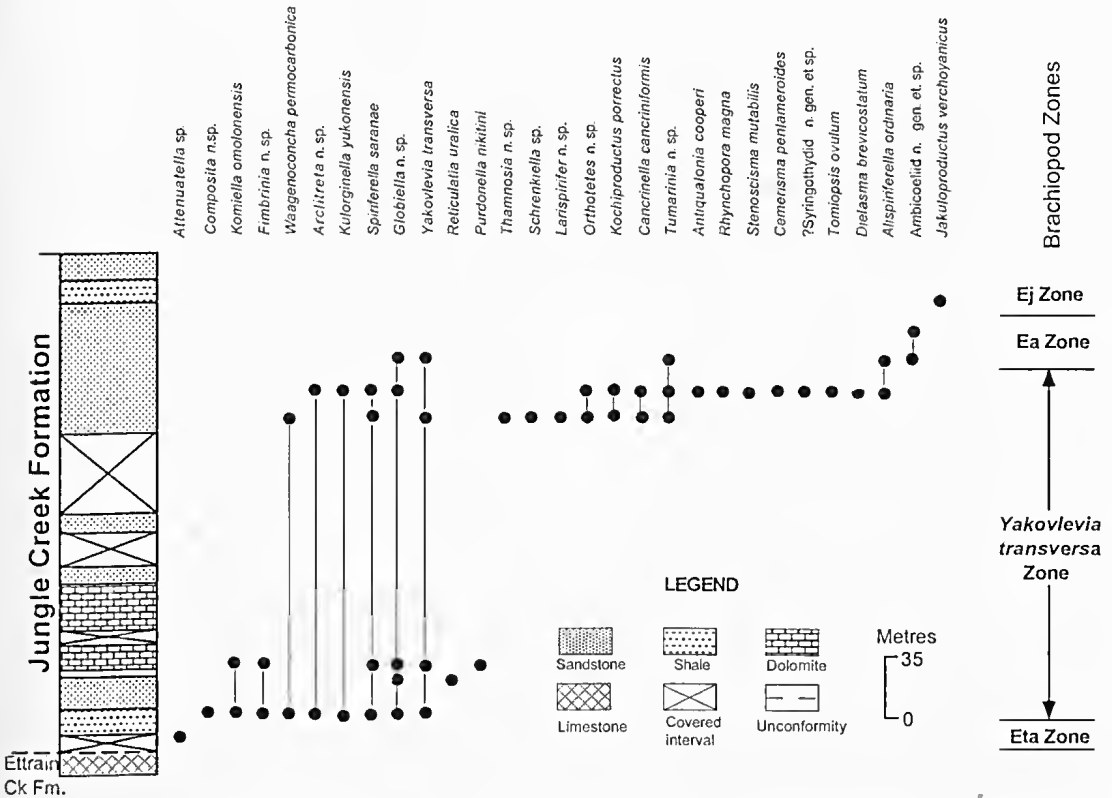 Attenuatella sp.
Composita n.sp.
Komiella omolonensis
Fimbrinia n. sp.
Waagenoconcha permocarbonica
Arclitreta n. sp.
Kutorginella yukonensis
Spiriferella saranae
Globiella n. sp.
Yakovlevia transversa
Reticulatia uralica
Purdonella nikitini
Thamnosia n. sp.
Schrenkiella sp.
Larispirifer n. sp.
Orthotetes n. sp.
Kochiproductus porrectus
Cancrinella cancriniformis
Tumarinia n. sp.
Antiquatonia cooperi
Rhynchopora magna
Stenoscisma mutabilis
Camerisma pentameroides
?Syringothydid n. gen. et sp.
Tomiopsis ovulum
Dielasma brevicostatum
Altispiriferella ordinaria
Ambicoeliid n. gen. et. sp.
Jakutoproductus verchoyanicus
Brachiopod Zones
Jungle Creek Formation
Ettrain
Ck Fm.
Ej Zone
Ea Zone
Yakovlevia
transversa
Zone
Eta Zone
LEGEND
Sandstone
Shale
Dolomite
Limestone
Covered
interval
Unconformity
Metres
35
0